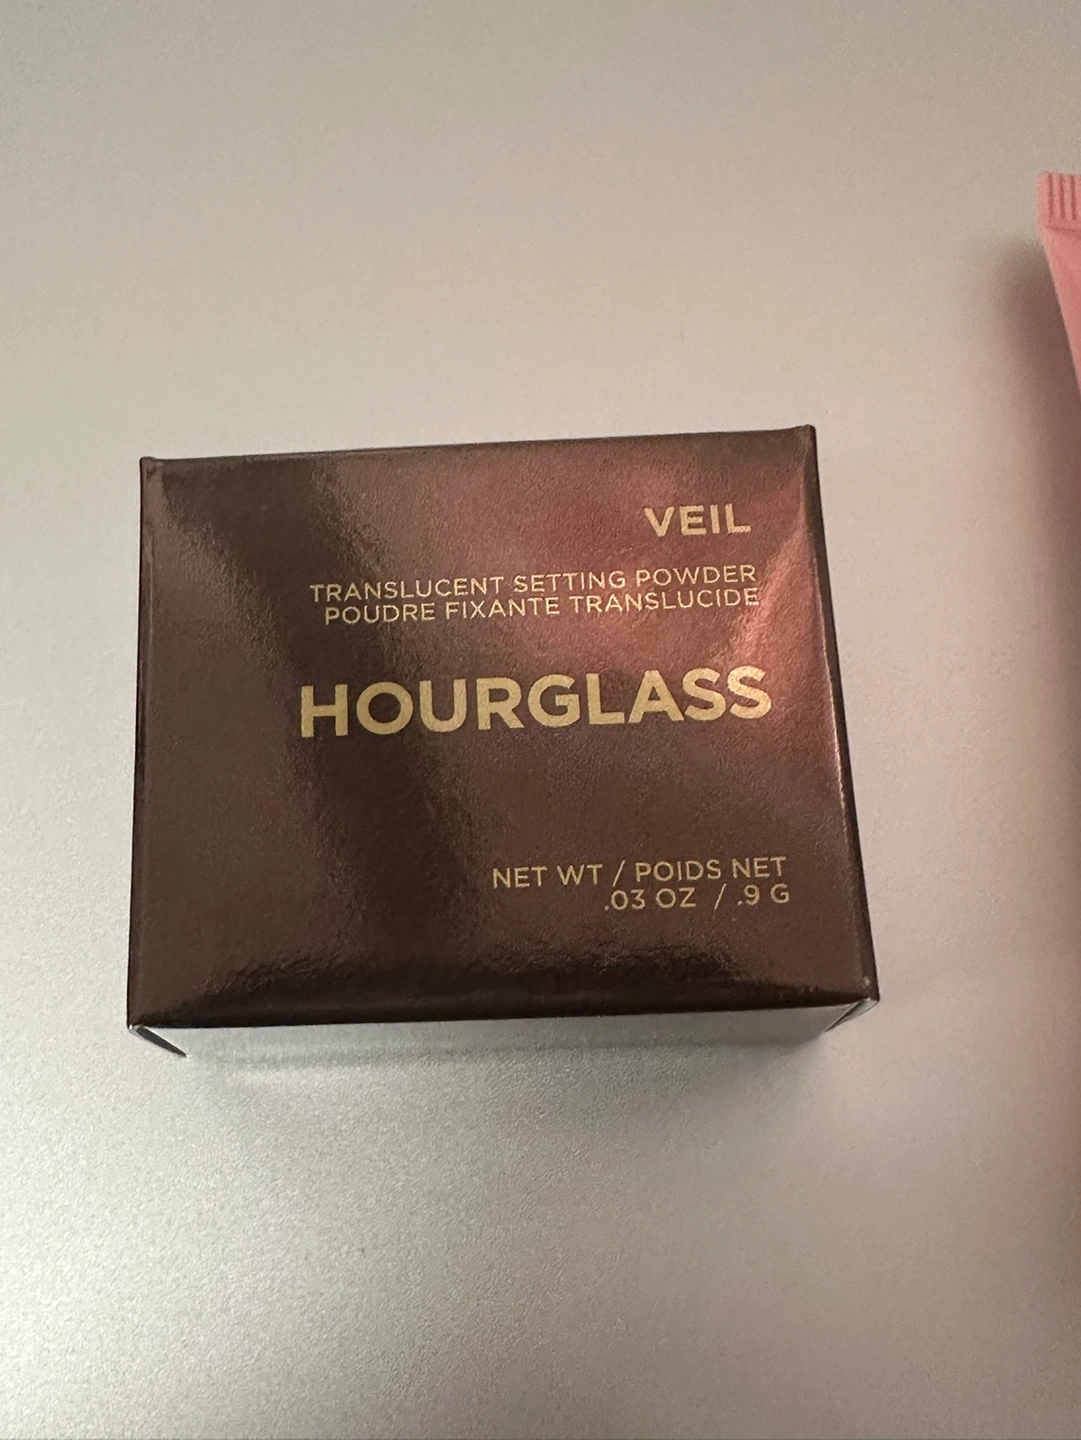 VEIL
TRANSLUCENT SETTING POWDER
POUDRE FIXANTE TRANSLUCIDE
HOURGLASS
NET WT / POIDS NET
.03 OZ / .9 G